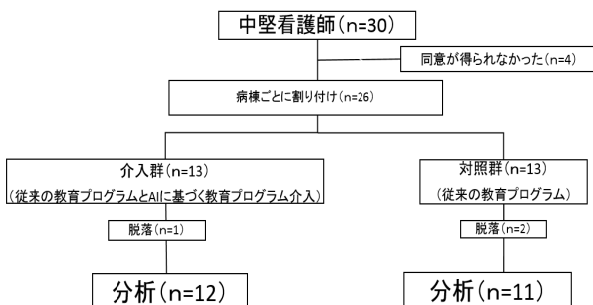 中堅看護師(n=30)
同意が得られなかった(n=4)
病棟ごとに割り付け(n=26)
介入群(n=13)
(従来の教育プログラムとAIに基づく教育プログラム介入)
対照群(n=13)
(従来の教育プログラム)
脱落(n=1)
脱落(n=2)
分析(n=12)
分析(n=11)